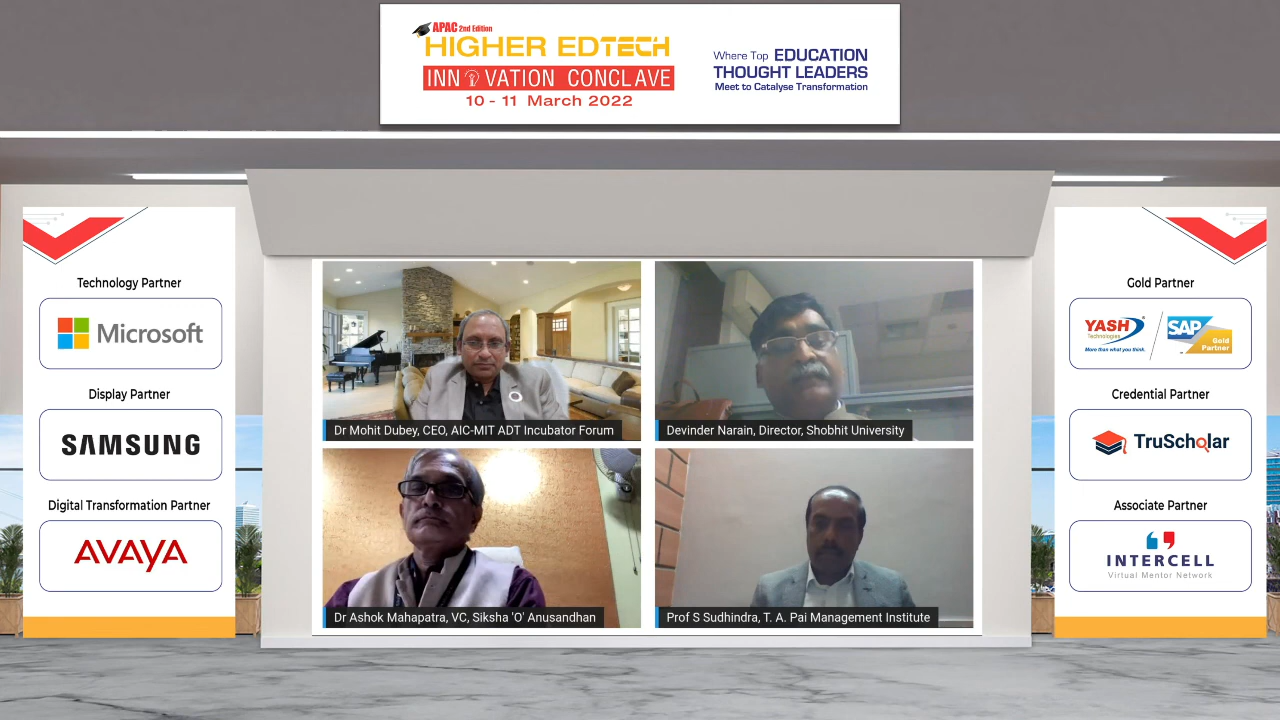 APAC 2nd Edition
HIGHER EDTECH
INNOVATION CONCLAVE
10 - 11 March 2022
Where Top EDUCATION
THOUGHT LEADERS
Meet to Catalyse Transformation
Technology Partner
Microsoft
Display Partner
SAMSUNG
Digital Transformation Partner
AVAYA
Dr Mohit Dubey, CEO, AIC-MIT ADT Incubator Forum
Devinder Narain, Director, Shobhit University
Dr Ashok Mahapatra, VC, Siksha 'O' Anusandhan
Prof S Sudhindra, T. A. Pai Management Institute
Gold Partner
YASH
Technologies
More than what you think.
SAP
Gold
Partner
Credential Partner
TruScholar
Associate Partner
INTERCELL
Virtual Mentor Network